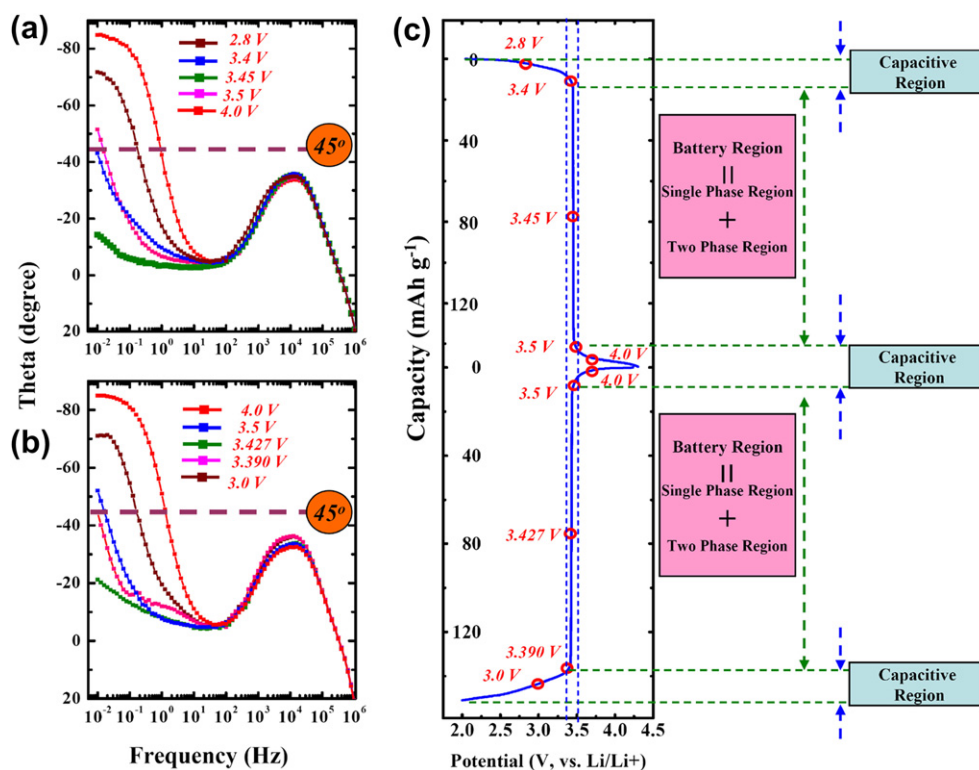 (a)
-80
-60
-40
-20
0
20
2.8 V
3.4 V
3.45 V
3.5 V
4.0 V
45º
10⁻² 10⁻¹ 10⁰ 10¹ 10² 10³ 10⁴ 10⁵ 10⁶
Theta (degree)
(b)
-80
-60
-40
-20
0
20
4.0 V
3.5 V
3.427 V
3.390 V
3.0 V
45º
10⁻² 10⁻¹ 10⁰ 10¹ 10² 10³ 10⁴ 10⁵ 10⁶
Frequency (Hz)
(c)
Capacity (mAh g⁻¹)
0
40
80
120
0
40
80
120
2.8 V
3.4 V
3.45 V
3.5 V
4.0 V
4.0 V
3.5 V
3.427 V
3.390 V
3.0 V
2.0 2.5 3.0 3.5 4.0 4.5
Potential (V, vs. Li/Li+)
Capacitive
Region
Battery Region
=
Single Phase Region
+
Two Phase Region
Capacitive
Region
Battery Region
=
Single Phase Region
+
Two Phase Region
Capacitive
Region